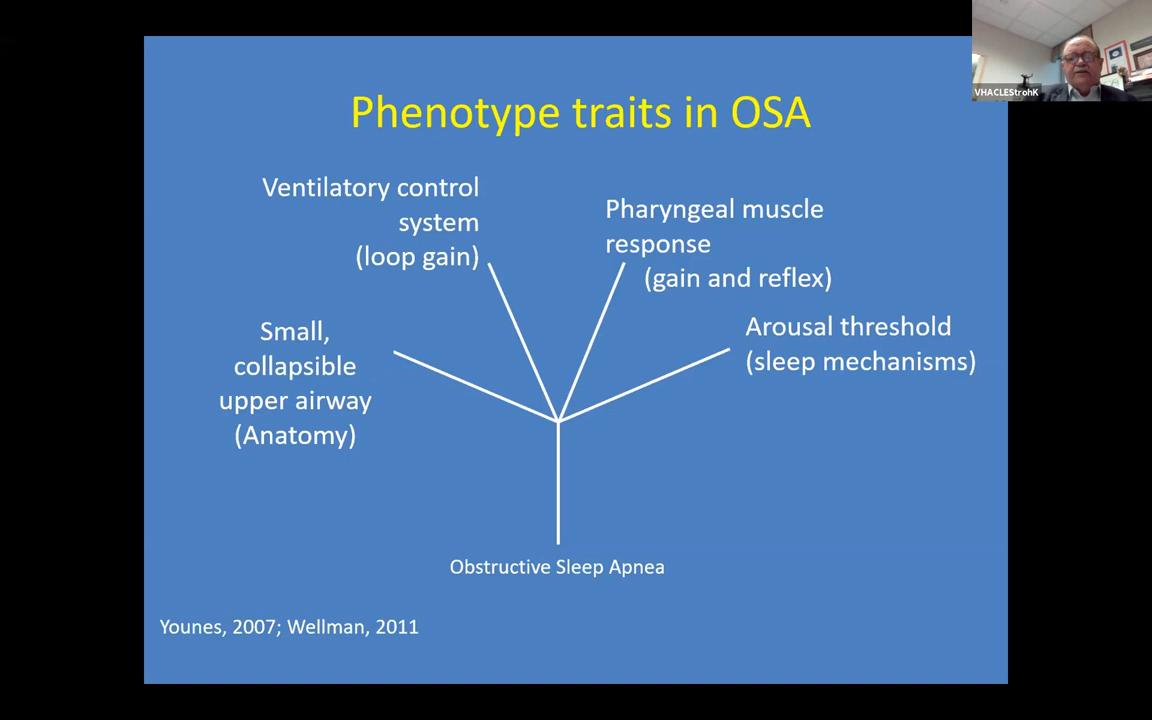 VHACLEStrohK
Phenotype traits in OSA
Ventilatory control
system
(loop gain)
Pharyngeal muscle
response
(gain and reflex)
Small,
collapsible
upper airway
(Anatomy)
Arousal threshold
(sleep mechanisms)
Obstructive Sleep Apnea
Younes, 2007; Wellman, 2011